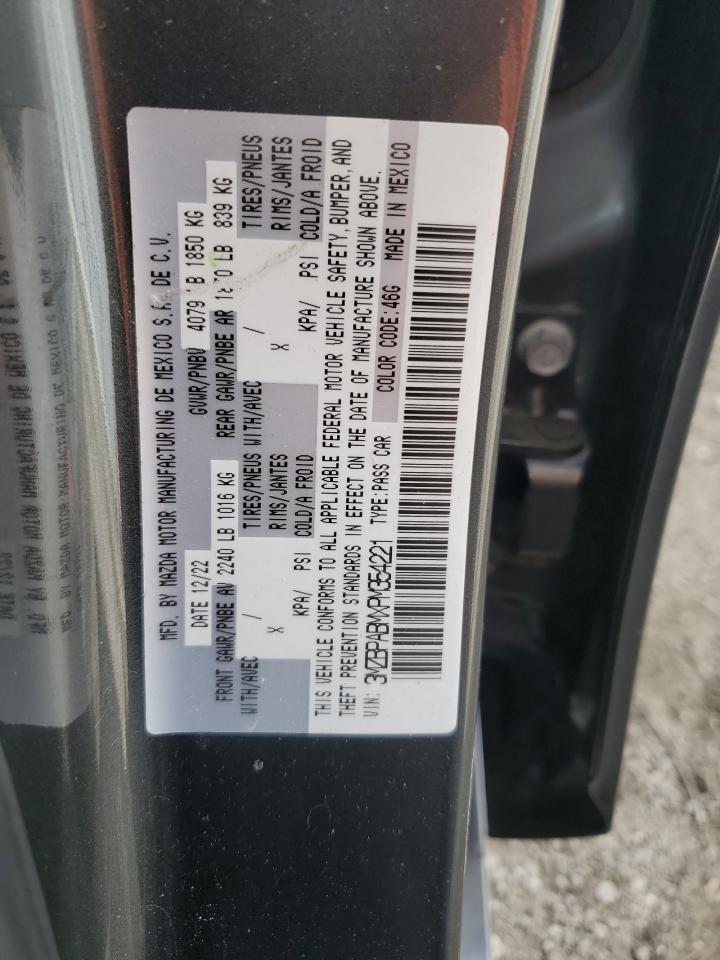 MFD. BY MAZDA MOTOR MANUFACTURING DE MEXICO S.A. DE C.V.
DATE 12/22 GVWR/PNBV 4079 LB 1850 KG
FRONT GAWR/PNBE AV 2240 LB 1016 KG REAR GAWR/PNBE AR LB 839 KG
WITH/AVEC / TIRES/PNEUS WITH/AVEC / TIRES/PNEUS
X RIMS/JANTES X RIMS/JANTES
KPA/ PSI COLD/A FROID KPA/ PSI COLD/A FROID
THIS VEHICLE CONFORMS TO ALL APPLICABLE FEDERAL MOTOR VEHICLE SAFETY, BUMPER, AND
THEFT PREVENTION STANDARDS IN EFFECT ON THE DATE OF MANUFACTURE SHOWN ABOVE.
VIN: 3MZBPABMXPM354221 TYPE:PASS CAR COLOR CODE:46G MADE IN MEXICO